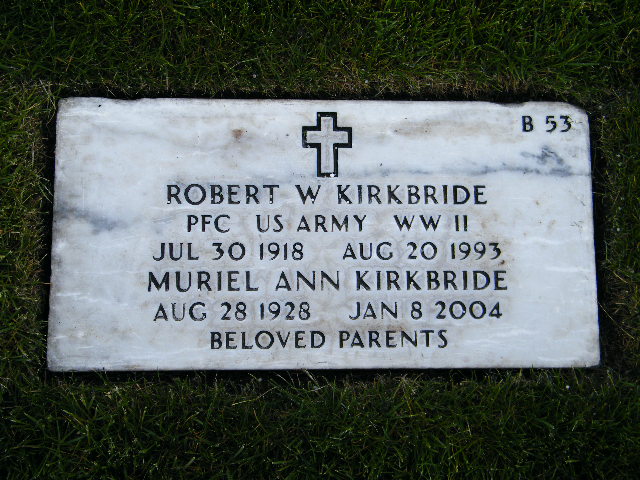 B 53
ROBERT W KIRKBRIDE
PFC US ARMY WW II
JUL 30 1918 AUG 20 1993
MURIEL ANN KIRKBRIDE
AUG 28 1928 JAN 8 2004
BELOVED PARENTS